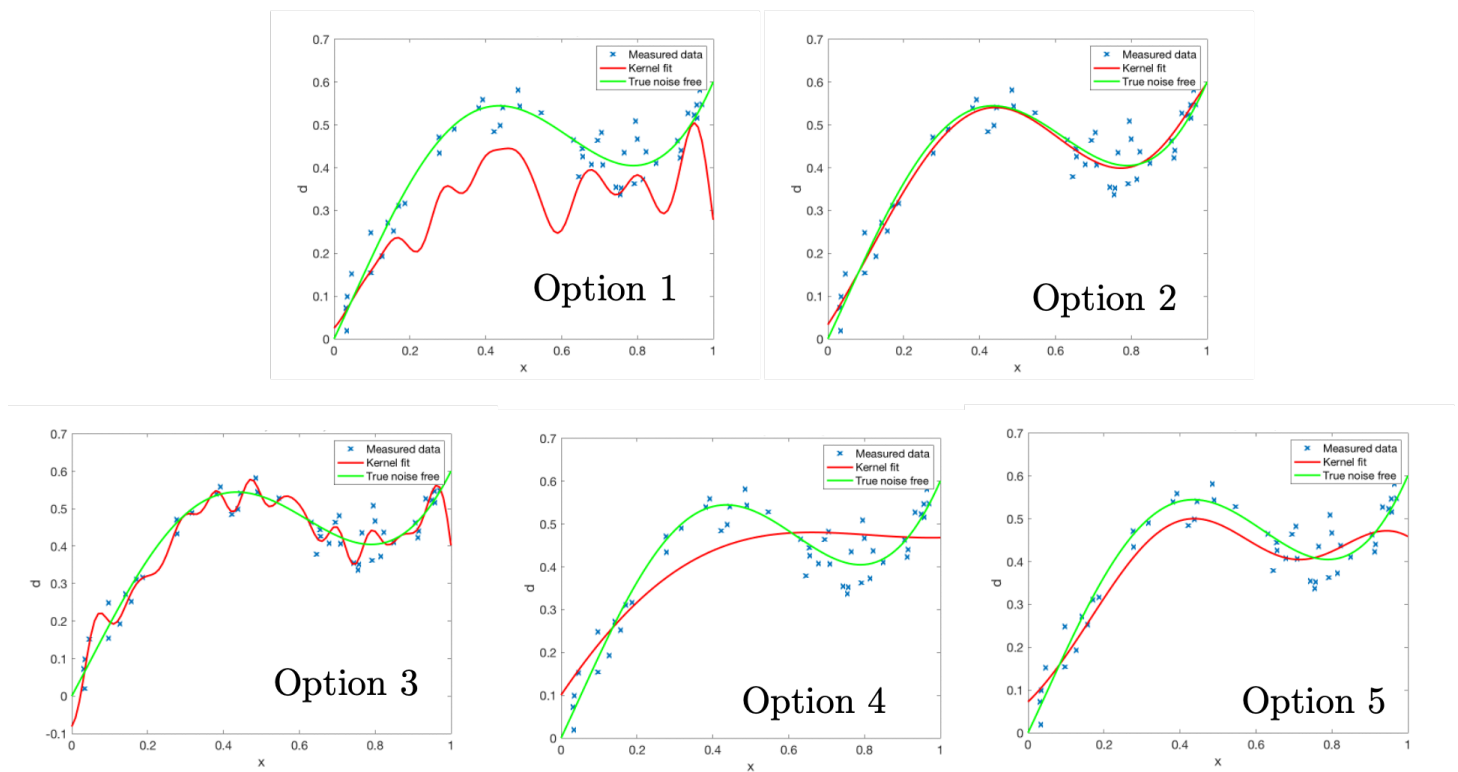 0.7
0.6
0.5
0.4
0.3
0.2
0.1
0
d
0
0.2
0.4
0.6
0.8
1
x
Measured data
Kernel fit
True noise free
Option 1
0.7
0.6
0.5
0.4
0.3
0.2
0.1
0
d
0
0.2
0.4
0.6
0.8
1
x
Measured data
Kernel fit
True noise free
Option 2
0.7
0.6
0.5
0.4
0.3
0.2
0.1
0
-0.1
d
0
0.2
0.4
0.6
0.8
1
x
Measured data
Kernel fit
True noise free
Option 3
0.7
0.6
0.5
0.4
0.3
0.2
0.1
0
d
0
0.2
0.4
0.6
0.8
1
x
Measured data
Kernel fit
True noise free
Option 4
0.7
0.6
0.5
0.4
0.3
0.2
0.1
0
d
0
0.2
0.4
0.6
0.8
1
x
Measured data
Kernel fit
True noise free
Option 5